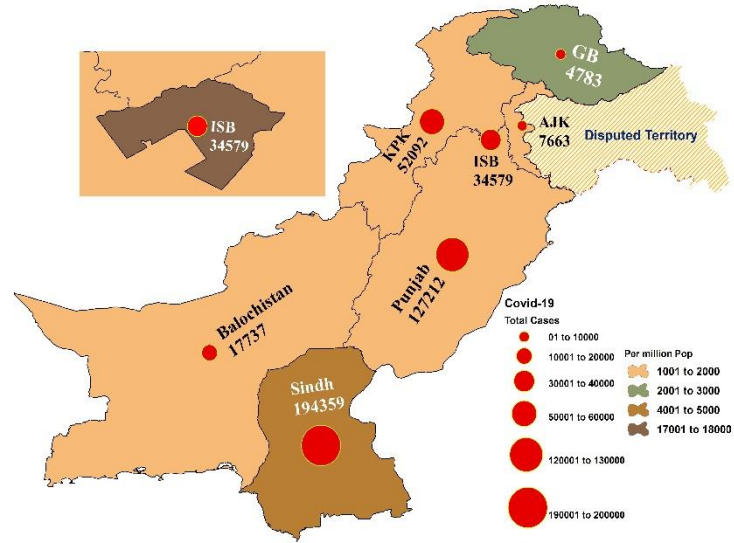 GB
4783
ISB
34579
KPK
52092
ISB
34579
AJK
7663
Disputed Territory
Punjab
127212
Balochistan
17737
Sindh
194359
Covid-19
Total Cases
01 to 10000
10001 to 20000
30001 to 40000
50001 to 60000
120001 to 130000
190001 to 200000
Per million Pop
1001 to 2000
2001 to 3000
4001 to 5000
17001 to 18000